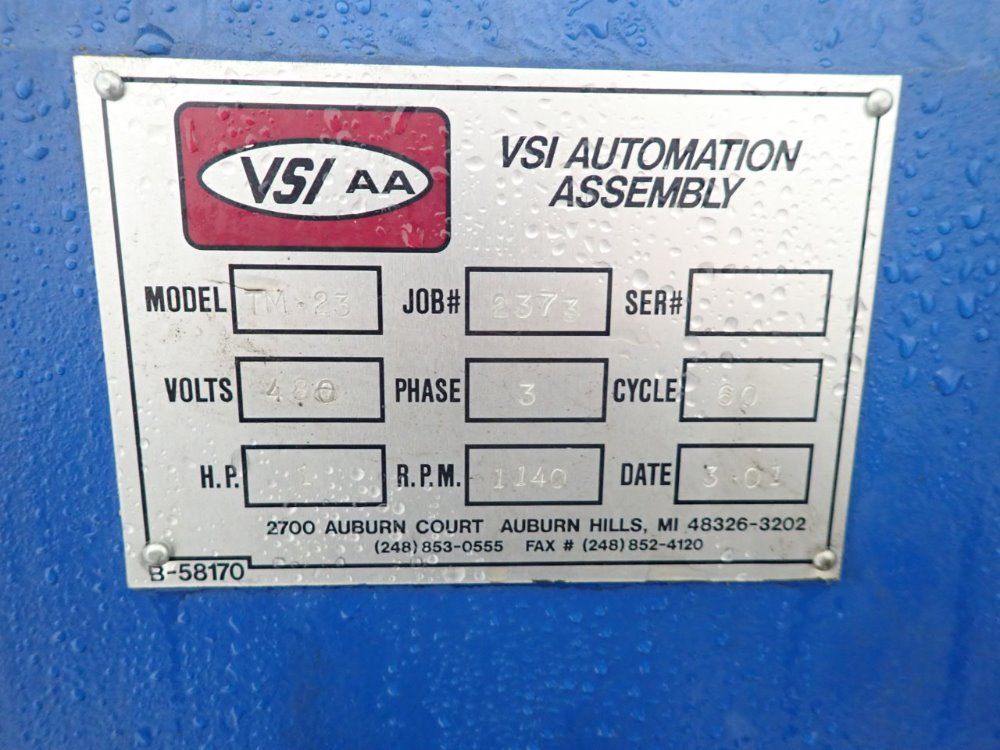 VSI AA
VSI AUTOMATION
ASSEMBLY
MODEL TM-23 JOB# 2373 SER#
VOLTS 480 PHASE 3 CYCLE 60
H.P. 1 R.P.M. 1140 DATE 3-01
2700 AUBURN COURT AUBURN HILLS, MI 48326-3202
(248) 853-0555 FAX # (248) 852-4120
B-58170